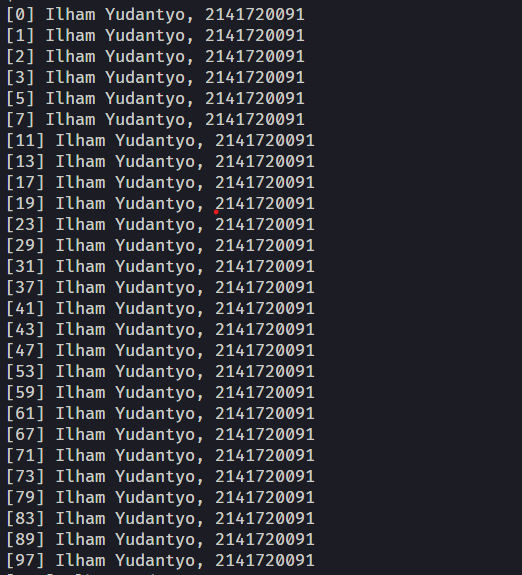 [0] Ilham Yudantyo, 2141720091
[1] Ilham Yudantyo, 2141720091
[2] Ilham Yudantyo, 2141720091
[3] Ilham Yudantyo, 2141720091
[5] Ilham Yudantyo, 2141720091
[7] Ilham Yudantyo, 2141720091
[11] Ilham Yudantyo, 2141720091
[13] Ilham Yudantyo, 2141720091
[17] Ilham Yudantyo, 2141720091
[19] Ilham Yudantyo, 2141720091
[23] Ilham Yudantyo, 2141720091
[29] Ilham Yudantyo, 2141720091
[31] Ilham Yudantyo, 2141720091
[37] Ilham Yudantyo, 2141720091
[41] Ilham Yudantyo, 2141720091
[43] Ilham Yudantyo, 2141720091
[47] Ilham Yudantyo, 2141720091
[53] Ilham Yudantyo, 2141720091
[59] Ilham Yudantyo, 2141720091
[61] Ilham Yudantyo, 2141720091
[67] Ilham Yudantyo, 2141720091
[71] Ilham Yudantyo, 2141720091
[73] Ilham Yudantyo, 2141720091
[79] Ilham Yudantyo, 2141720091
[83] Ilham Yudantyo, 2141720091
[89] Ilham Yudantyo, 2141720091
[97] Ilham Yudantyo, 2141720091